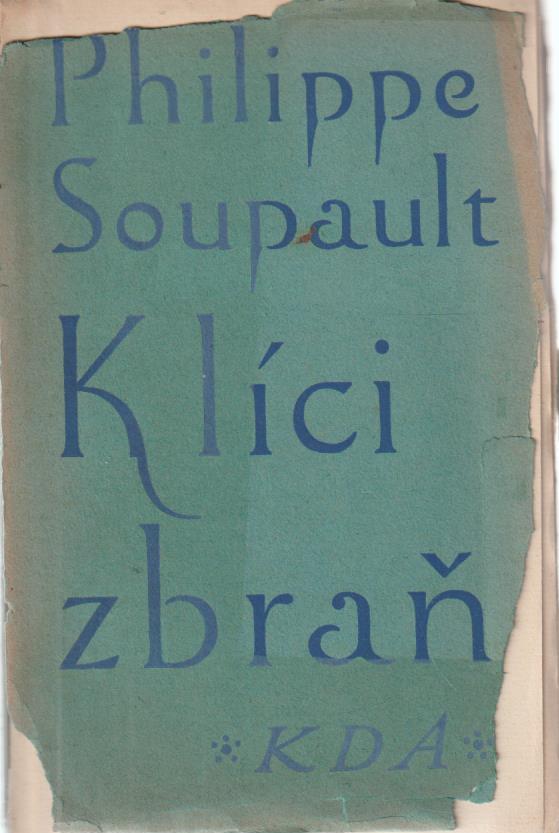 Philippe
Soupault
Klíci
zbraň
* KDA *